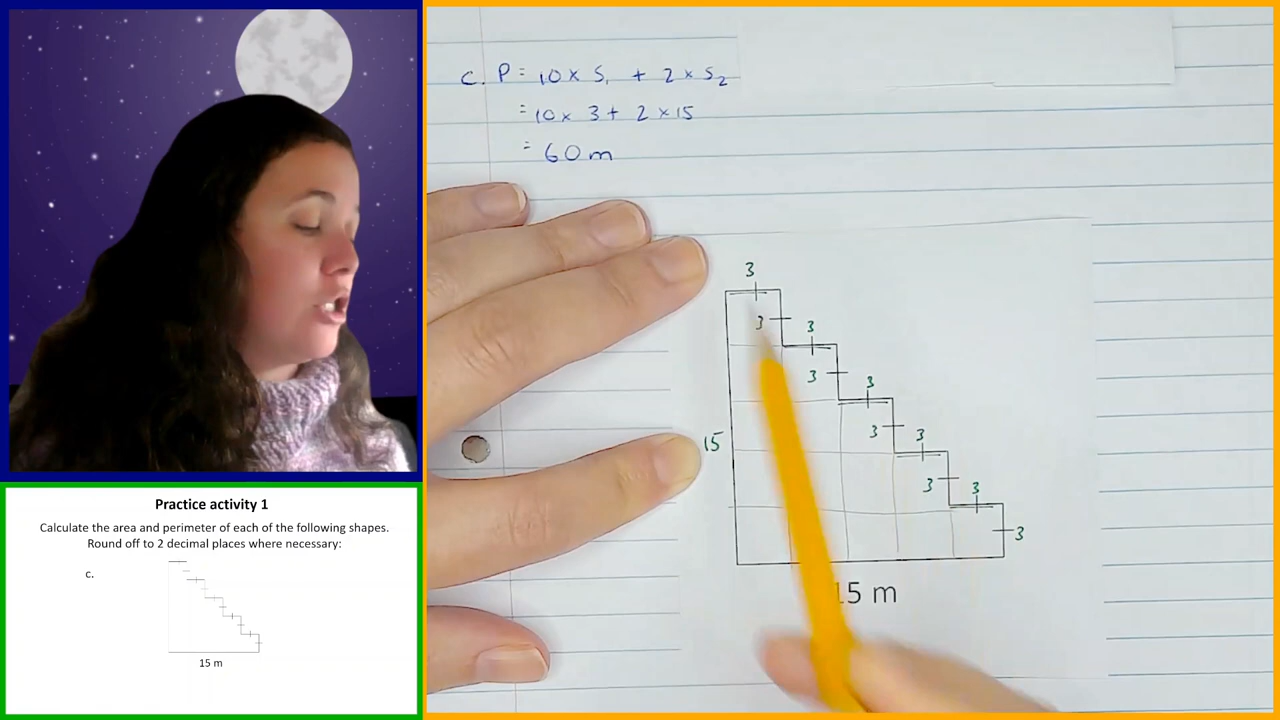 c. P = 10 × S₁ + 2 × S₂
= 10 × 3 + 2 × 15
= 60 m
3
3
3
3
3
3
3
3
3
3
15
15 m
Practice activity 1
Calculate the area and perimeter of each of the following shapes.
Round off to 2 decimal places where necessary:
c.
15 m